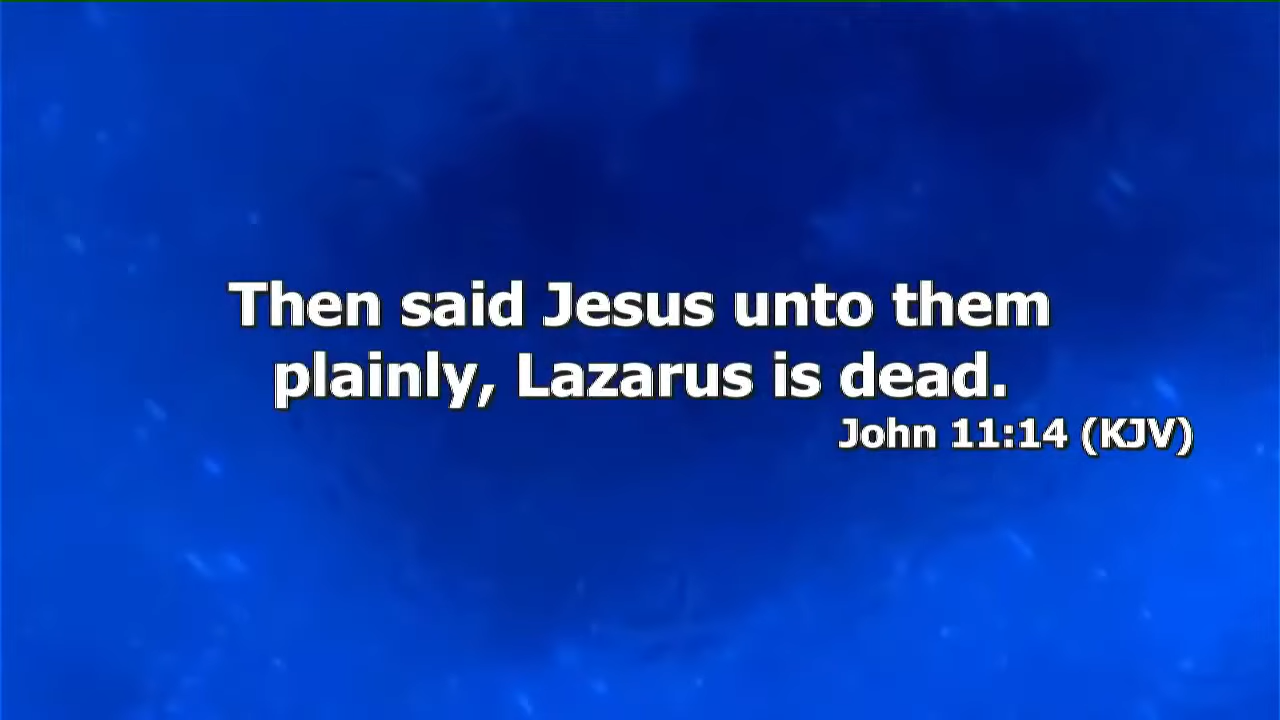 Then said Jesus unto them
plainly, Lazarus is dead.
John 11:14 (KJV)